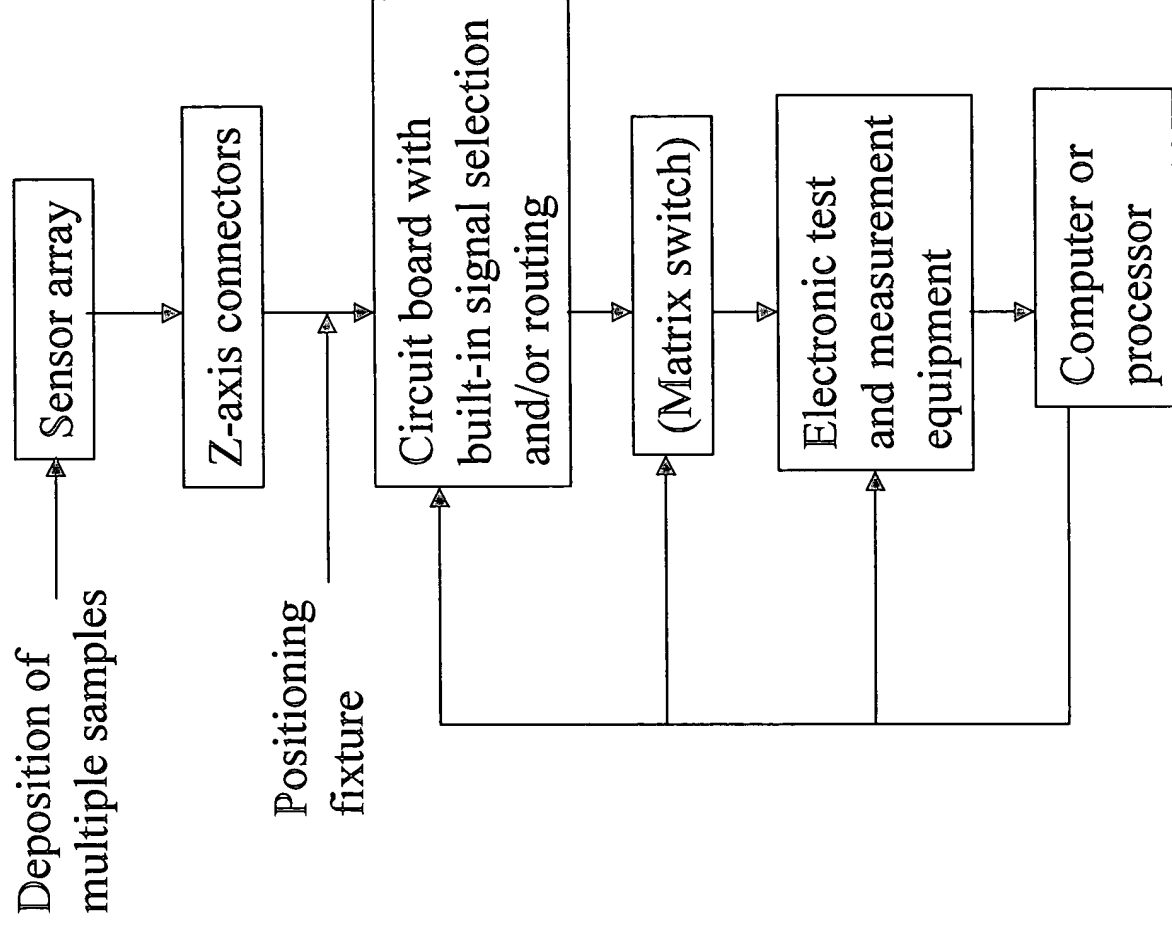 Deposition of
multiple samples
Sensor array
Z-axis connectors
Positioning
fixture
Circuit board with
built-in signal selection
and/or routing
(Matrix switch)
Electronic test
and measurement
equipment
Computer or
processor